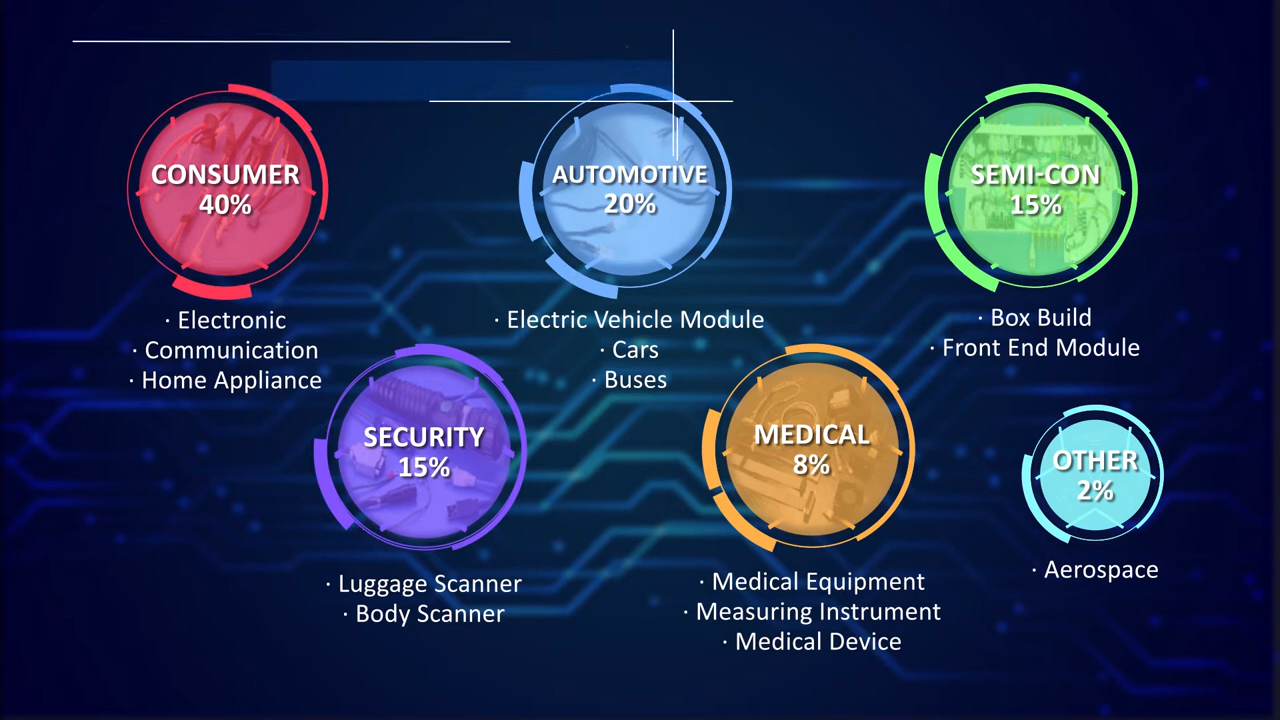 CONSUMER
40%
· Electronic
· Communication
· Home Appliance
AUTOMOTIVE
20%
· Electric Vehicle Module
· Cars
· Buses
SEMI-CON
15%
· Box Build
· Front End Module
SECURITY
15%
· Luggage Scanner
· Body Scanner
MEDICAL
8%
· Medical Equipment
· Measuring Instrument
· Medical Device
OTHER
2%
· Aerospace